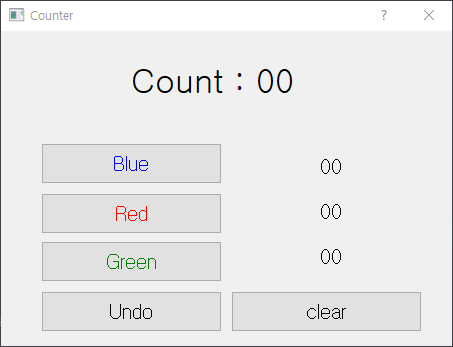 Counter ?
Count : 00
Blue 00
Red 00
Green 00
Undo clear